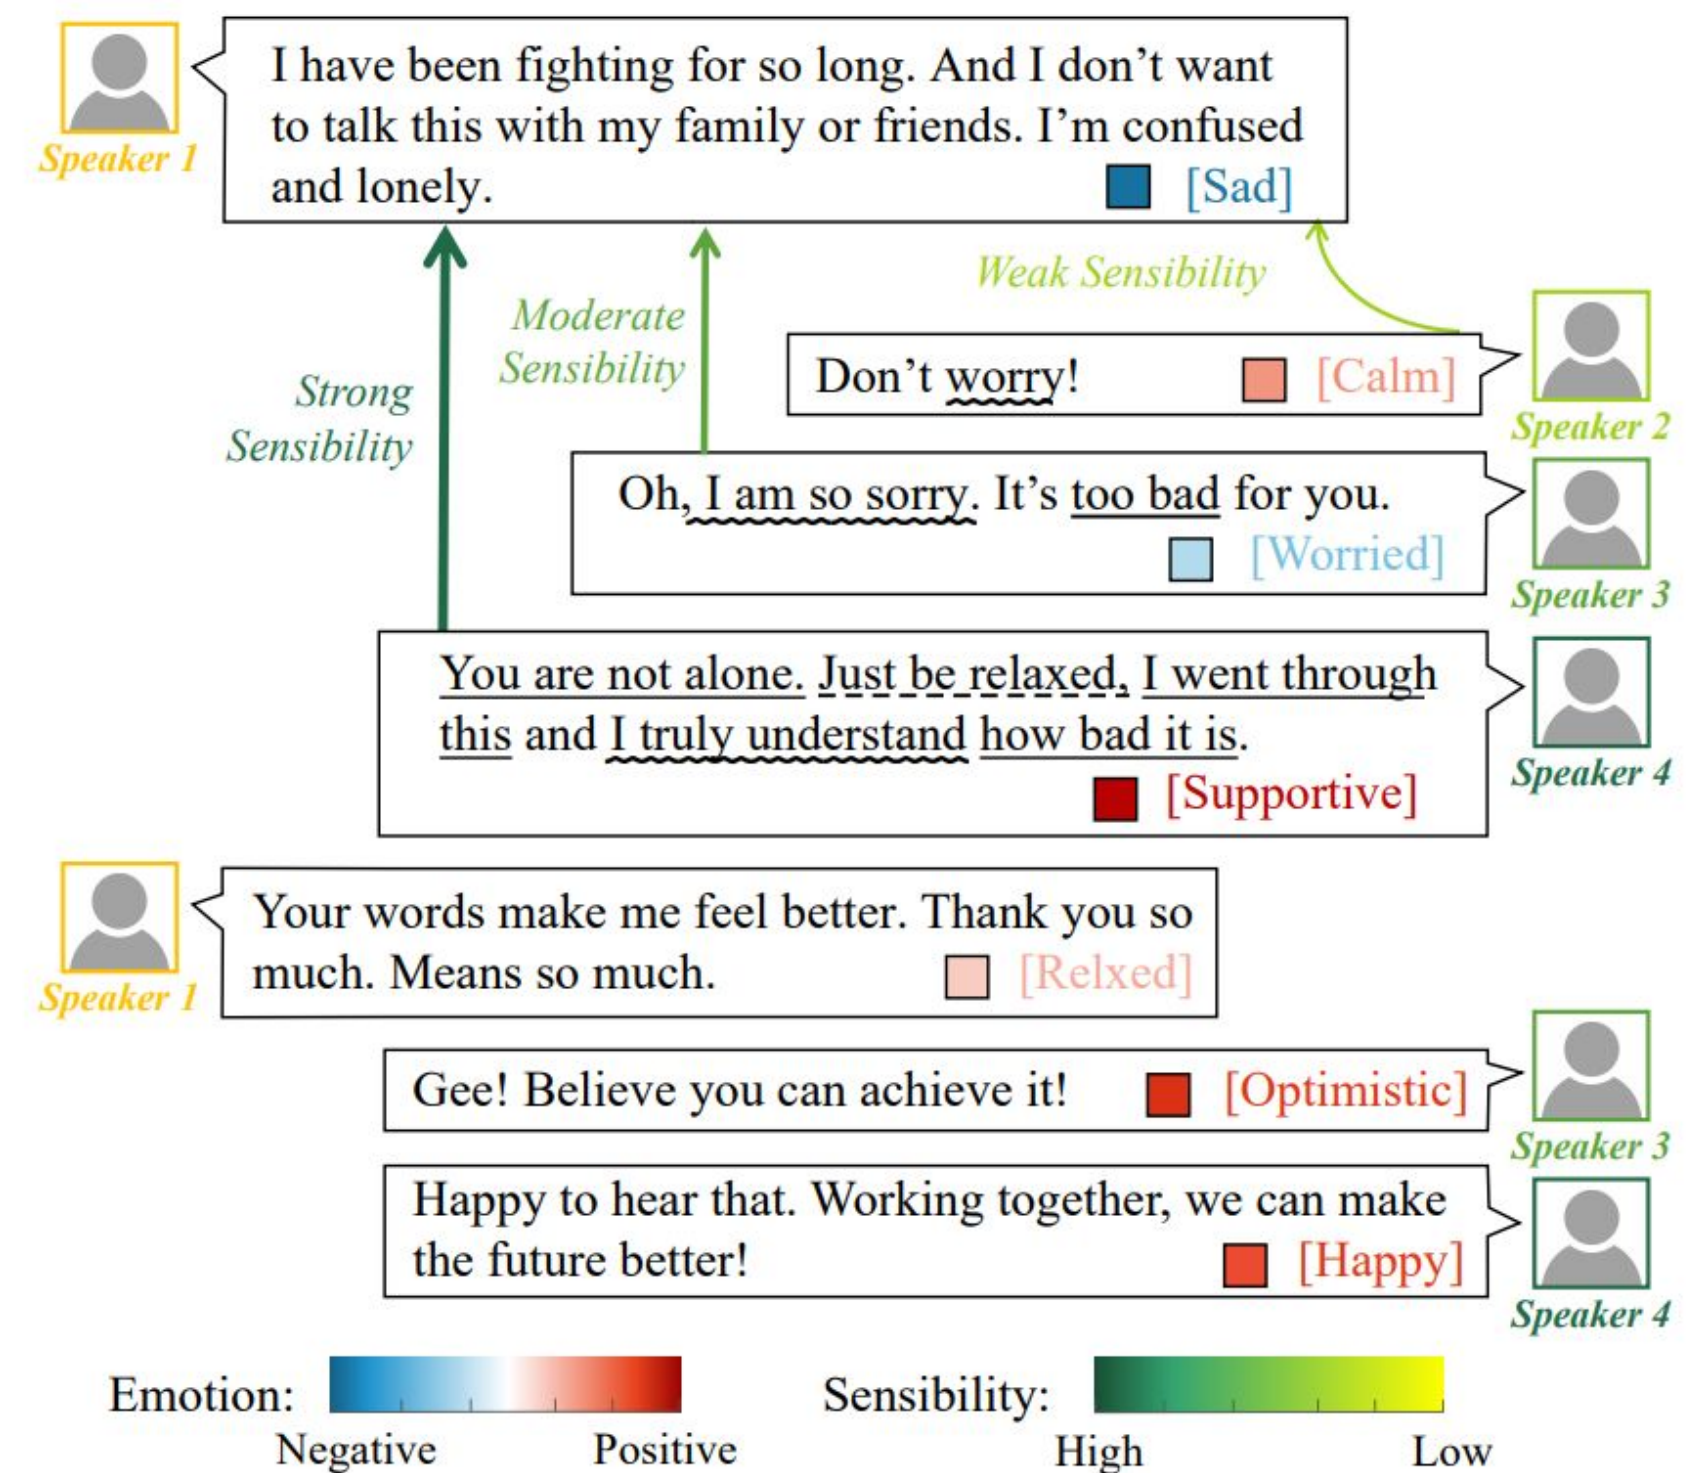 I have been fighting for so long. And I don't want
to talk this with my family or friends. I'm confused
and lonely.
[Sad]
Speaker 1
Weak Sensibility
Moderate
Sensibility
Strong
Sensibility
Don't worry!
[Calm]
Speaker 2
Oh, I am so sorry. It's too bad for you.
[Worried]
Speaker 3
You are not alone. Just be relaxed, I went through
this and I truly understand how bad it is.
[Supportive]
Speaker 4
Your words make me feel better. Thank you so
much. Means so much.
[Relxed]
Speaker 1
Gee! Believe you can achieve it!
[Optimistic]
Speaker 3
Happy to hear that. Working together, we can make
the future better!
[Happy]
Speaker 4
Emotion:
Negative
Positive
Sensibility:
High
Low